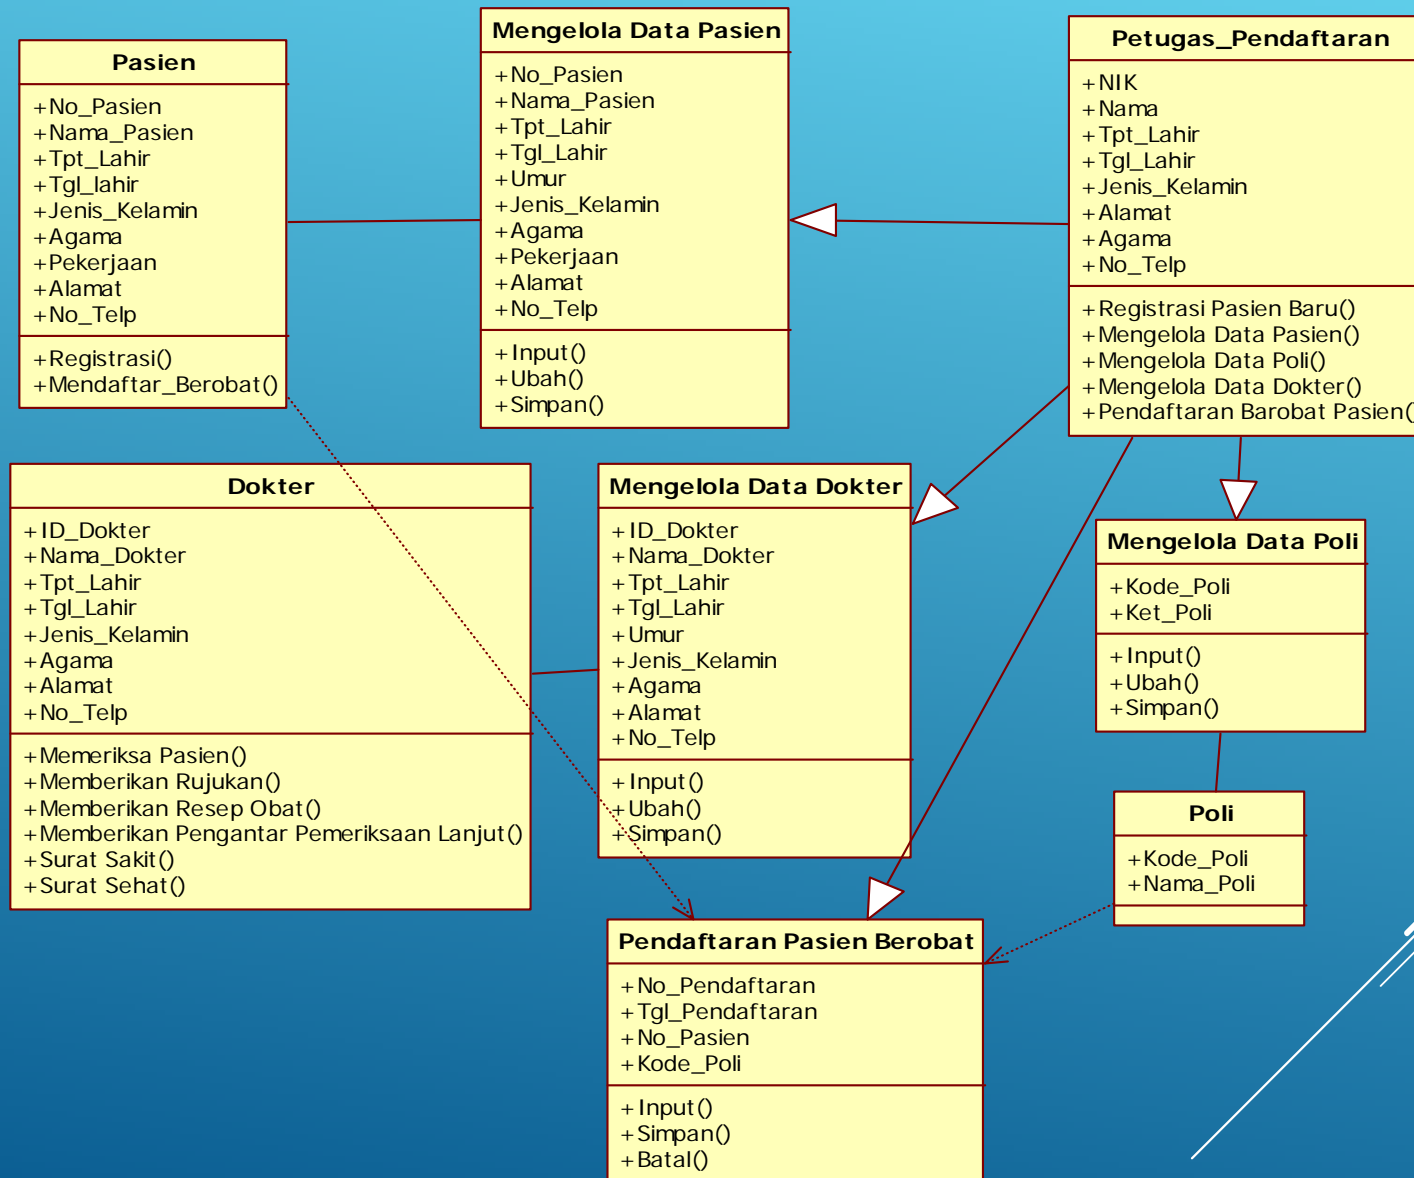 Pasien
+No_Pasien
+Nama_Pasien
+Tpt_Lahir
+Tgl_lahir
+Jenis_Kelamin
+Agama
+Pekerjaan
+Alamat
+No_Telp
+Registrasi()
+Mendaftar_Berobat()
Mengelola Data Pasien
+No_Pasien
+Nama_Pasien
+Tpt_Lahir
+Tgl_Lahir
+Umur
+Jenis_Kelamin
+Agama
+Pekerjaan
+Alamat
+No_Telp
+Input()
+Ubah()
+Simpan()
Petugas_Pendaftaran
+NIK
+Nama
+Tpt_Lahir
+Tgl_Lahir
+Jenis_Kelamin
+Alamat
+Agama
+No_Telp
+Registrasi Pasien Baru()
+Mengelola Data Pasien()
+Mengelola Data Poli()
+Mengelola Data Dokter()
+Pendaftaran Barobat Pasien()
Dokter
+ID_Dokter
+Nama_Dokter
+Tpt_Lahir
+Tgl_Lahir
+Jenis_Kelamin
+Agama
+Alamat
+No_Telp
+Memeriksa Pasien()
+Memberikan Rujukan()
+Memberikan Resep Obat()
+Memberikan Pengantar Pemeriksaan Lanjut()
+Surat Sakit()
+Surat Sehat()
Mengelola Data Dokter
+ID_Dokter
+Nama_Dokter
+Tpt_Lahir
+Tgl_Lahir
+Umur
+Jenis_Kelamin
+Agama
+Alamat
+No_Telp
+Input()
+Ubah()
+Simpan()
Mengelola Data Poli
+Kode_Poli
+Ket_Poli
+Input()
+Ubah()
+Simpan()
Poli
+Kode_Poli
+Nama_Poli
Pendaftaran Pasien Berobat
+No_Pendaftaran
+Tgl_Pendaftaran
+No_Pasien
+Kode_Poli
+Input()
+Simpan()
+Batal()